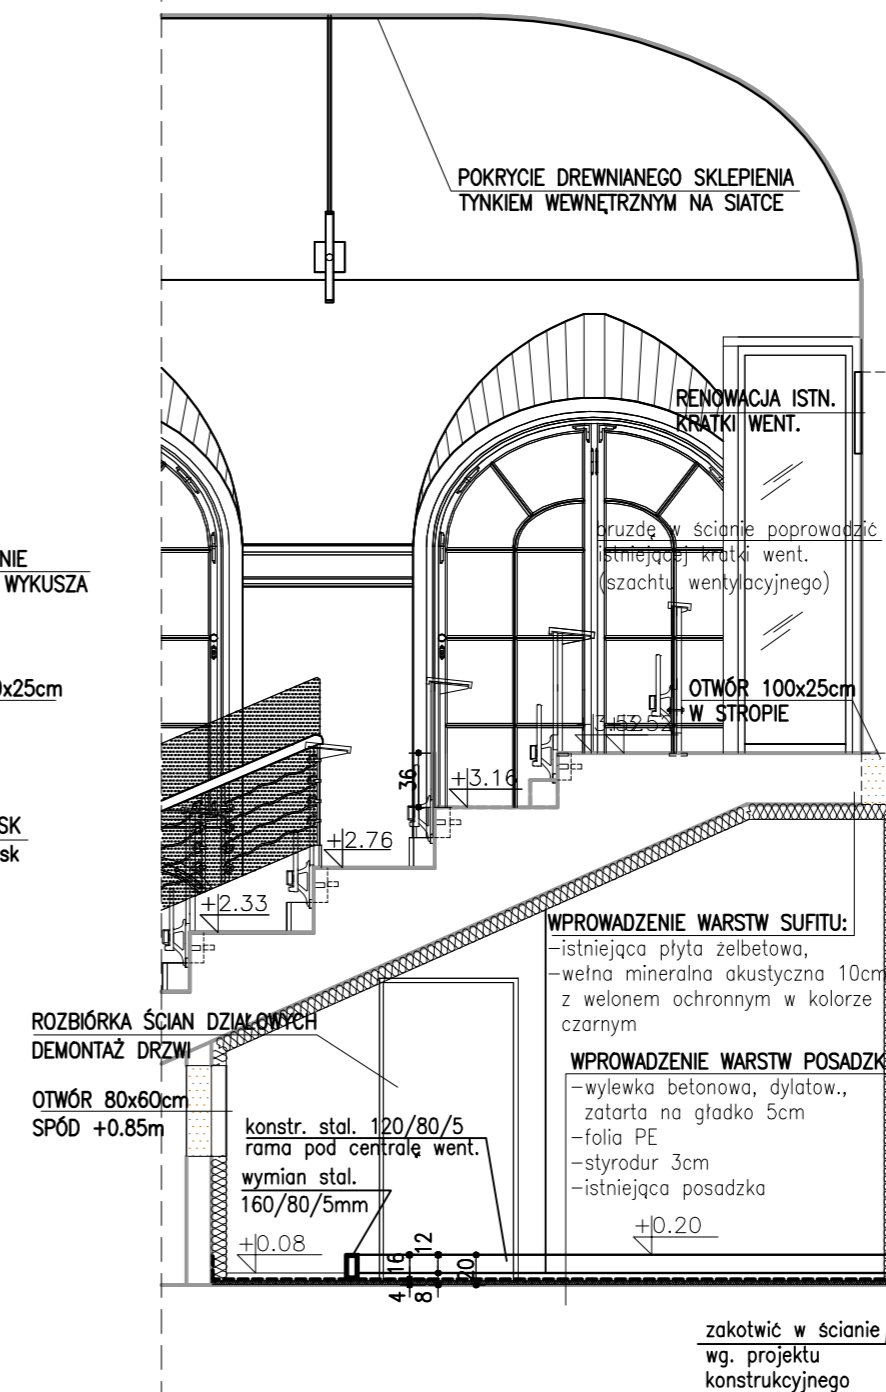 POKRYCIE DREWNIANEGO SKLEPIENIA
TYNKIEM WEWNĘTRZNYM NA SIATCE
RENOWACJA ISTN.
KRATKI WENT.
bruzdę w ścianie poprowadzić
istniejącej kratki went.
(szachtu wentylacyjnego)
NIE
WYKUSZA
x25cm
OTWÓR 100x25cm
W STROPIE
+3.52
36
+3.16
+2.76
+2.33
SK
sk
WPROWADZENIE WARSTW SUFITU:
-istniejąca płyta żelbetowa,
-wełna mineralna akustyczna 10cm
z welonem ochronnym w kolorze
czarnym
ROZBIÓRKA ŚCIAN DZIAŁOWYCH
DEMONTAŻ DRZWI
OTWÓR 80x60cm
SPÓD +0.85m
WPROWADZENIE WARSTW POSADZK
-wylewka betonowa, dylatow.,
zatarta na gładko 5cm
-folia PE
-styrodur 3cm
-istniejąca posadzka
konstr. stal. 120/80/5
rama pod centralę went.
wymian stal.
160/80/5mm
+0.08
+0.20
16
12
20
4
8
zakotwić w ścianie
wg. projektu
konstrukcyjnego